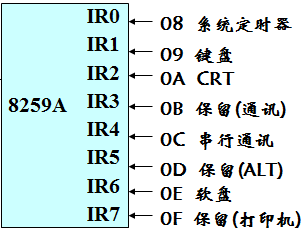 IR0 08 系统定时器
IR1 09 键盘
IR2 0A CRT
8259A IR3 0B 保留(通讯)
IR4 0C 串行通讯
IR5 0D 保留(ALT)
IR6 0E 软盘
IR7 0F 保留(打印机)